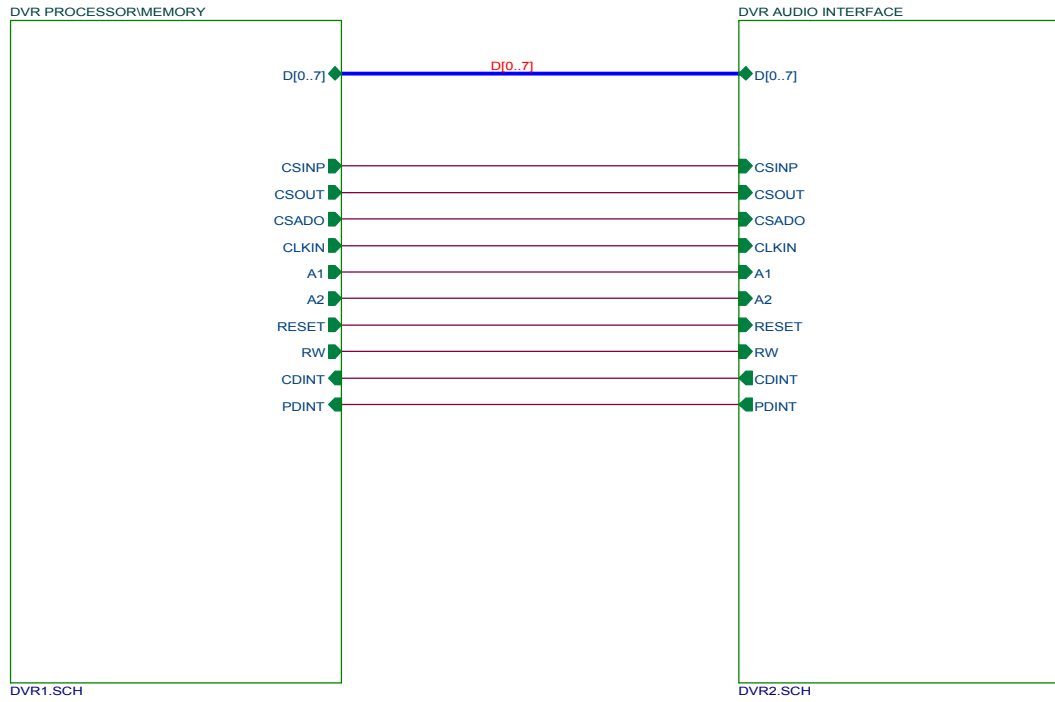 DVR PROCESSOR\MEMORY DVR AUDIO INTERFACE
D[0..7] D[0..7] D[0..7]
CSINP CSINP
CSOUT CSOUT
CSADO CSADO
CLKIN CLKIN
A1 A1
A2 A2
RESET RESET
RW RW
CDINT CDINT
PDINT PDINT
DVR1.SCH DVR2.SCH